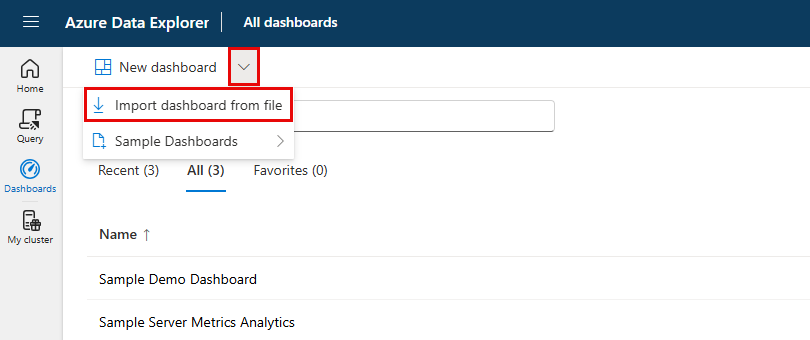 Azure Data Explorer
All dashboards
Home
Query
Dashboards
My cluster
New dashboard
Import dashboard from file
Sample Dashboards
Recent (3)
All (3)
Favorites (0)
Name ↑
Sample Demo Dashboard
Sample Server Metrics Analytics